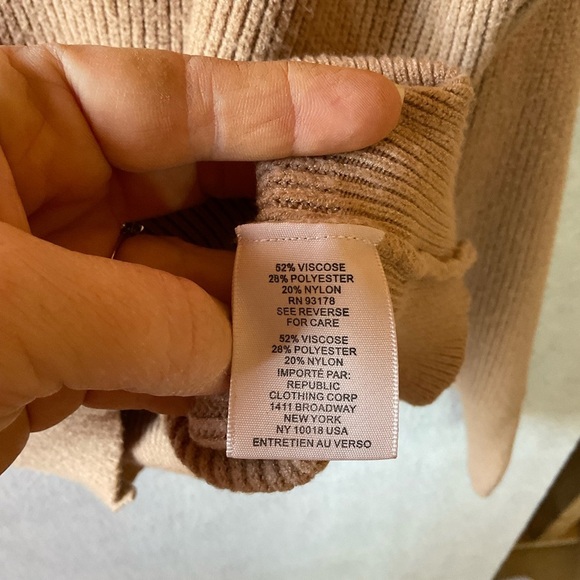 52% VISCOSE
28% POLYESTER
20% NYLON
RN 93178
SEE REVERSE
FOR CARE
52% VISCOSE
28% POLYESTER
20% NYLON
IMPORTÉ PAR:
REPUBLIC
CLOTHING CORP
1411 BROADWAY
NEW YORK
NY 10018 USA
ENTRETIEN AU VERSO